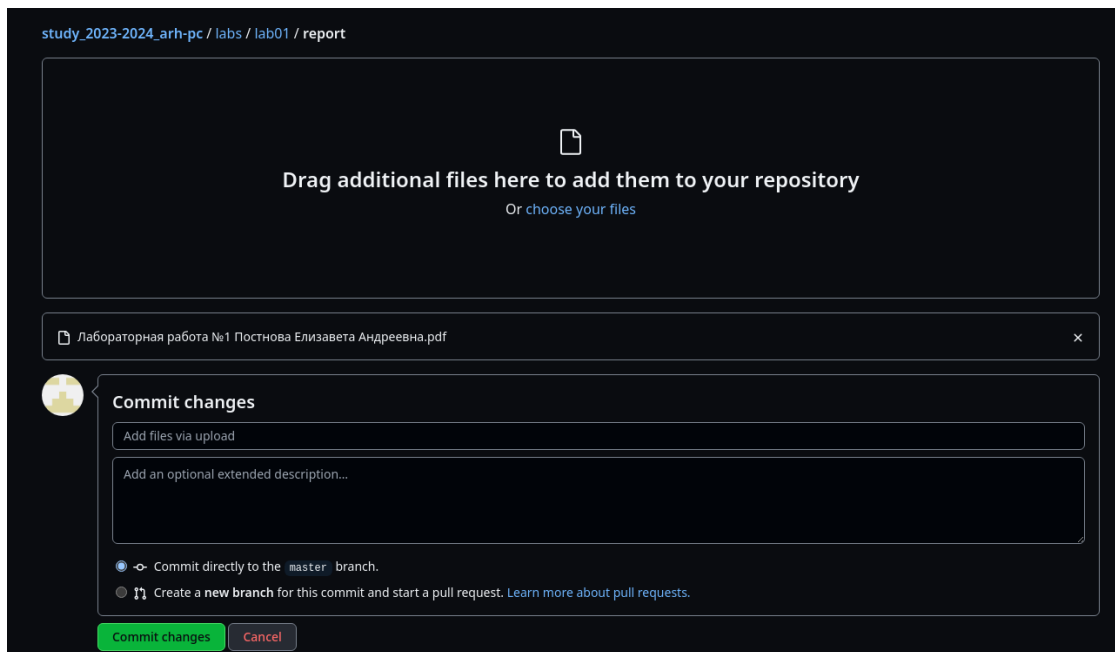 study_2023-2024_arh-pc / labs / lab01 / report
Drag additional files here to add them to your repository
Or choose your files
Лабораторная работа №1 Постнова Елизавета Андреевна.pdf
Commit changes
Add files via upload
Add an optional extended description...
Commit directly to the master branch.
Create a new branch for this commit and start a pull request. Learn more about pull requests.
Commit changes Cancel